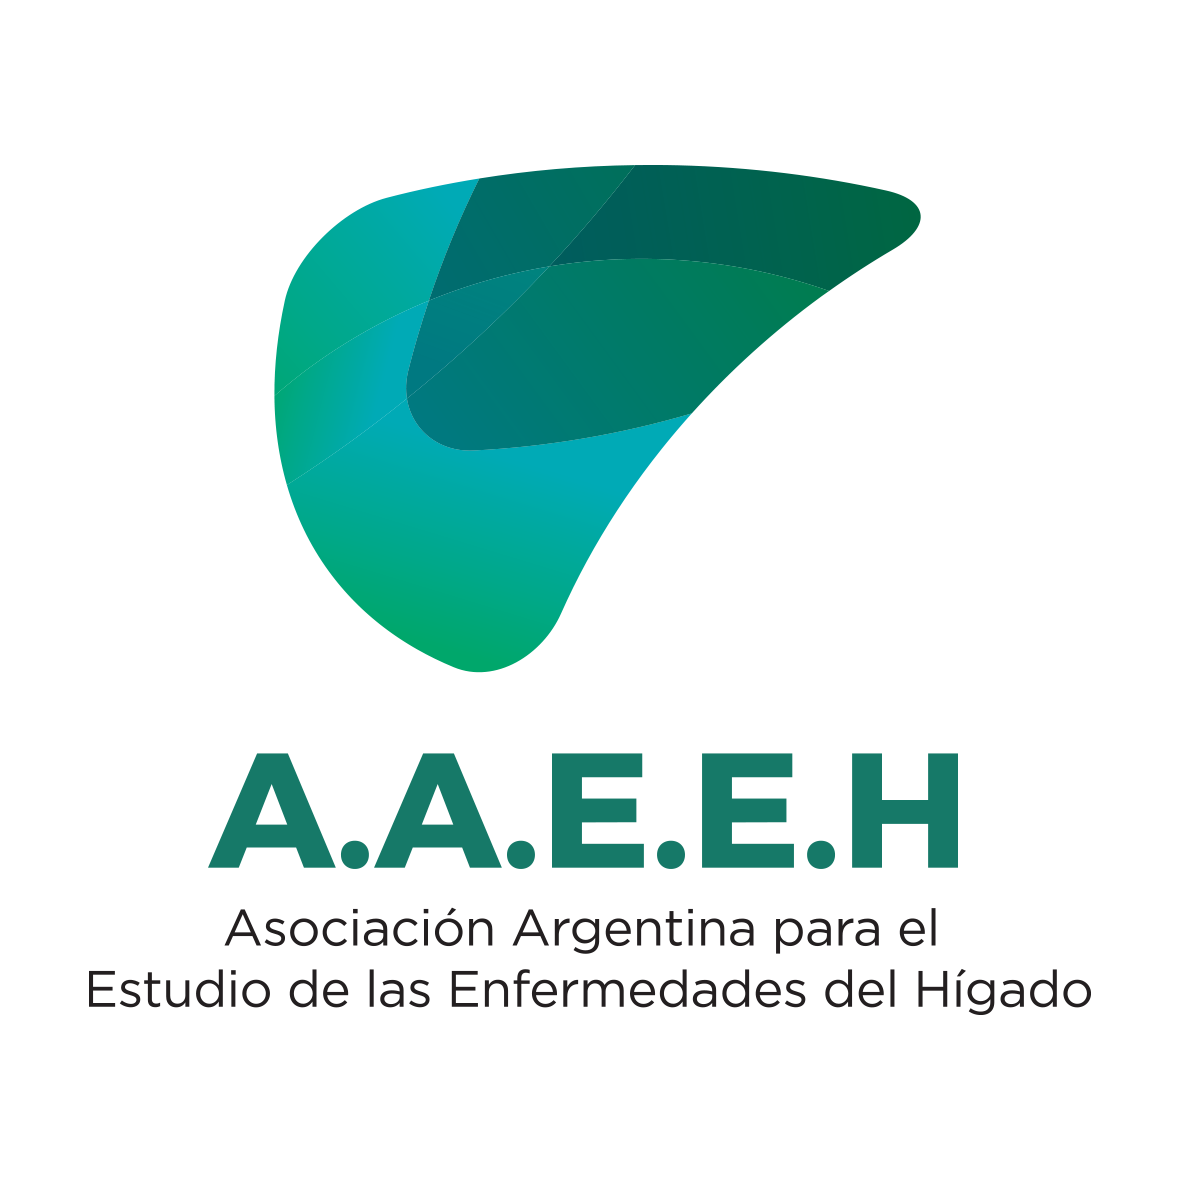 A.A.E.E.H
Asociación Argentina para el
Estudio de las Enfermedades del Hígado